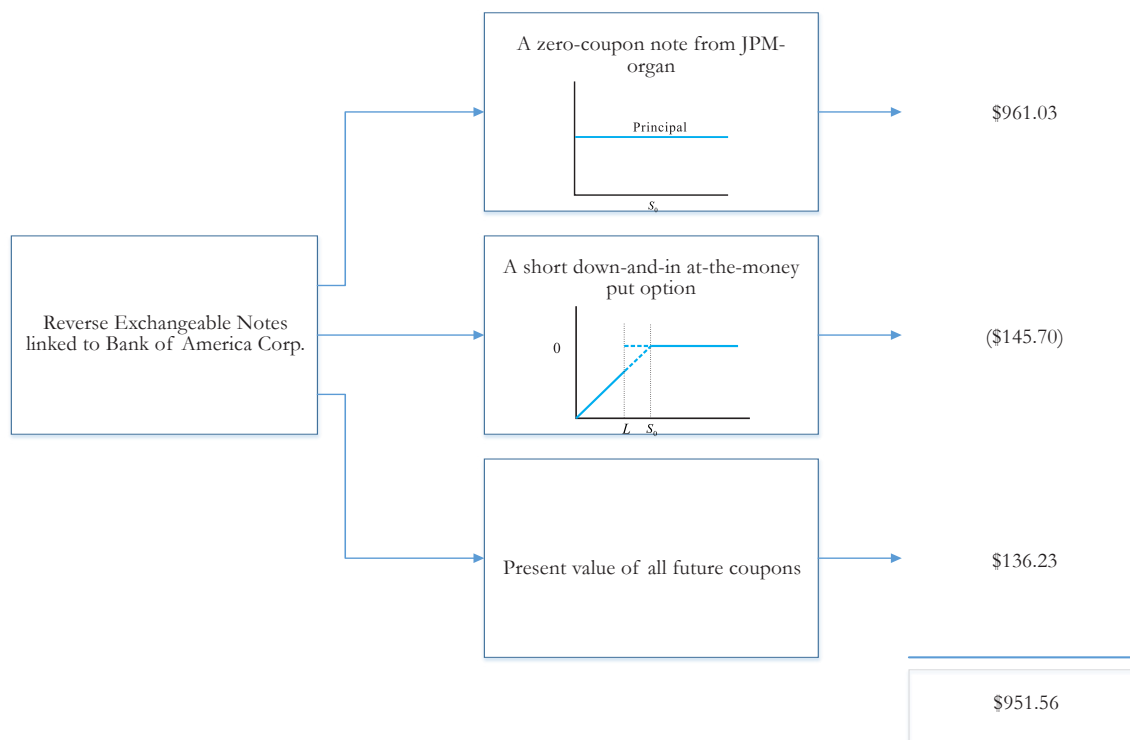 A zero-coupon note from JPM-
organ
Principal
S₀
$961.03
Reverse Exchangeable Notes
linked to Bank of America Corp.
A short down-and-in at-the-money
put option
0
L S₀
($145.70)
Present value of all future coupons
$136.23
$951.56